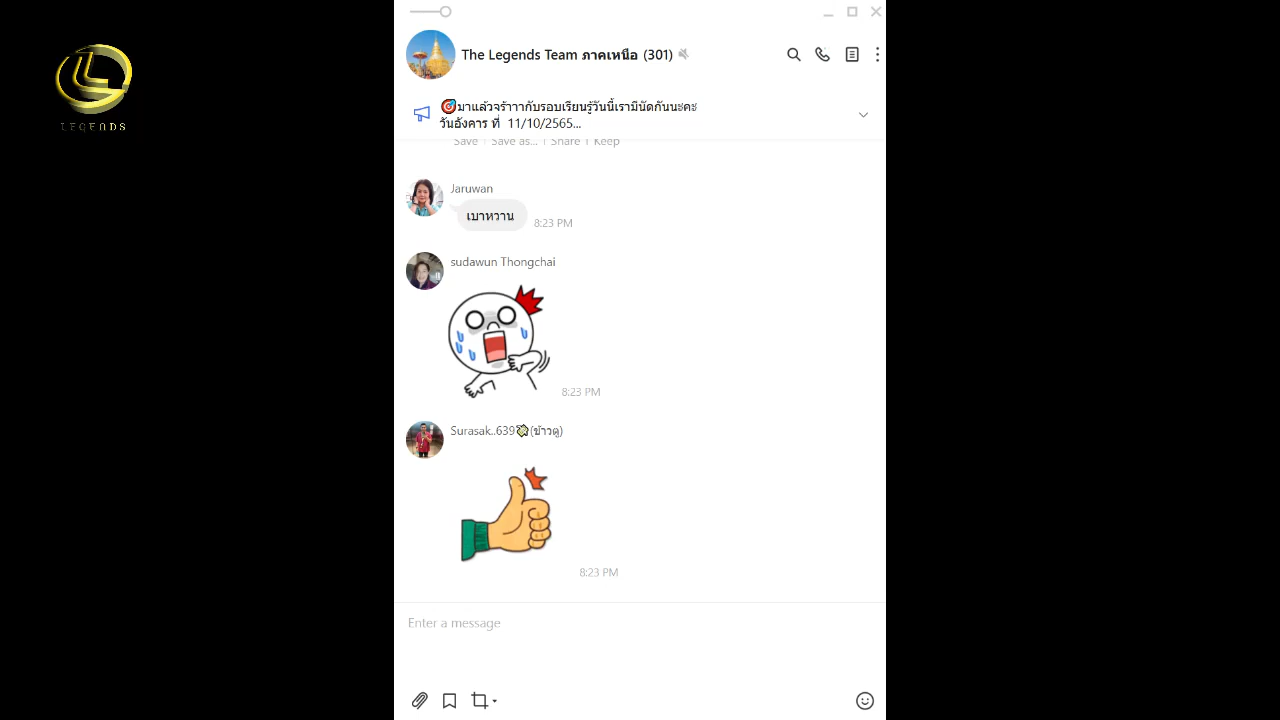 LEGENDS
The Legends Team ภาคเหนือ (301)
🎯มาแล้วจร้าากับรอบเรียนรู้วันนี้เรามีนัดกันนะคะ
วันอังคาร ที่ 11/10/2565...
Save | Save as... | Share | Keep
Jaruwan
เบาหวาน
8:23 PM
sudawun Thongchai
8:23 PM
Surasak..639💸(ข้าวดู)
8:23 PM
Enter a message